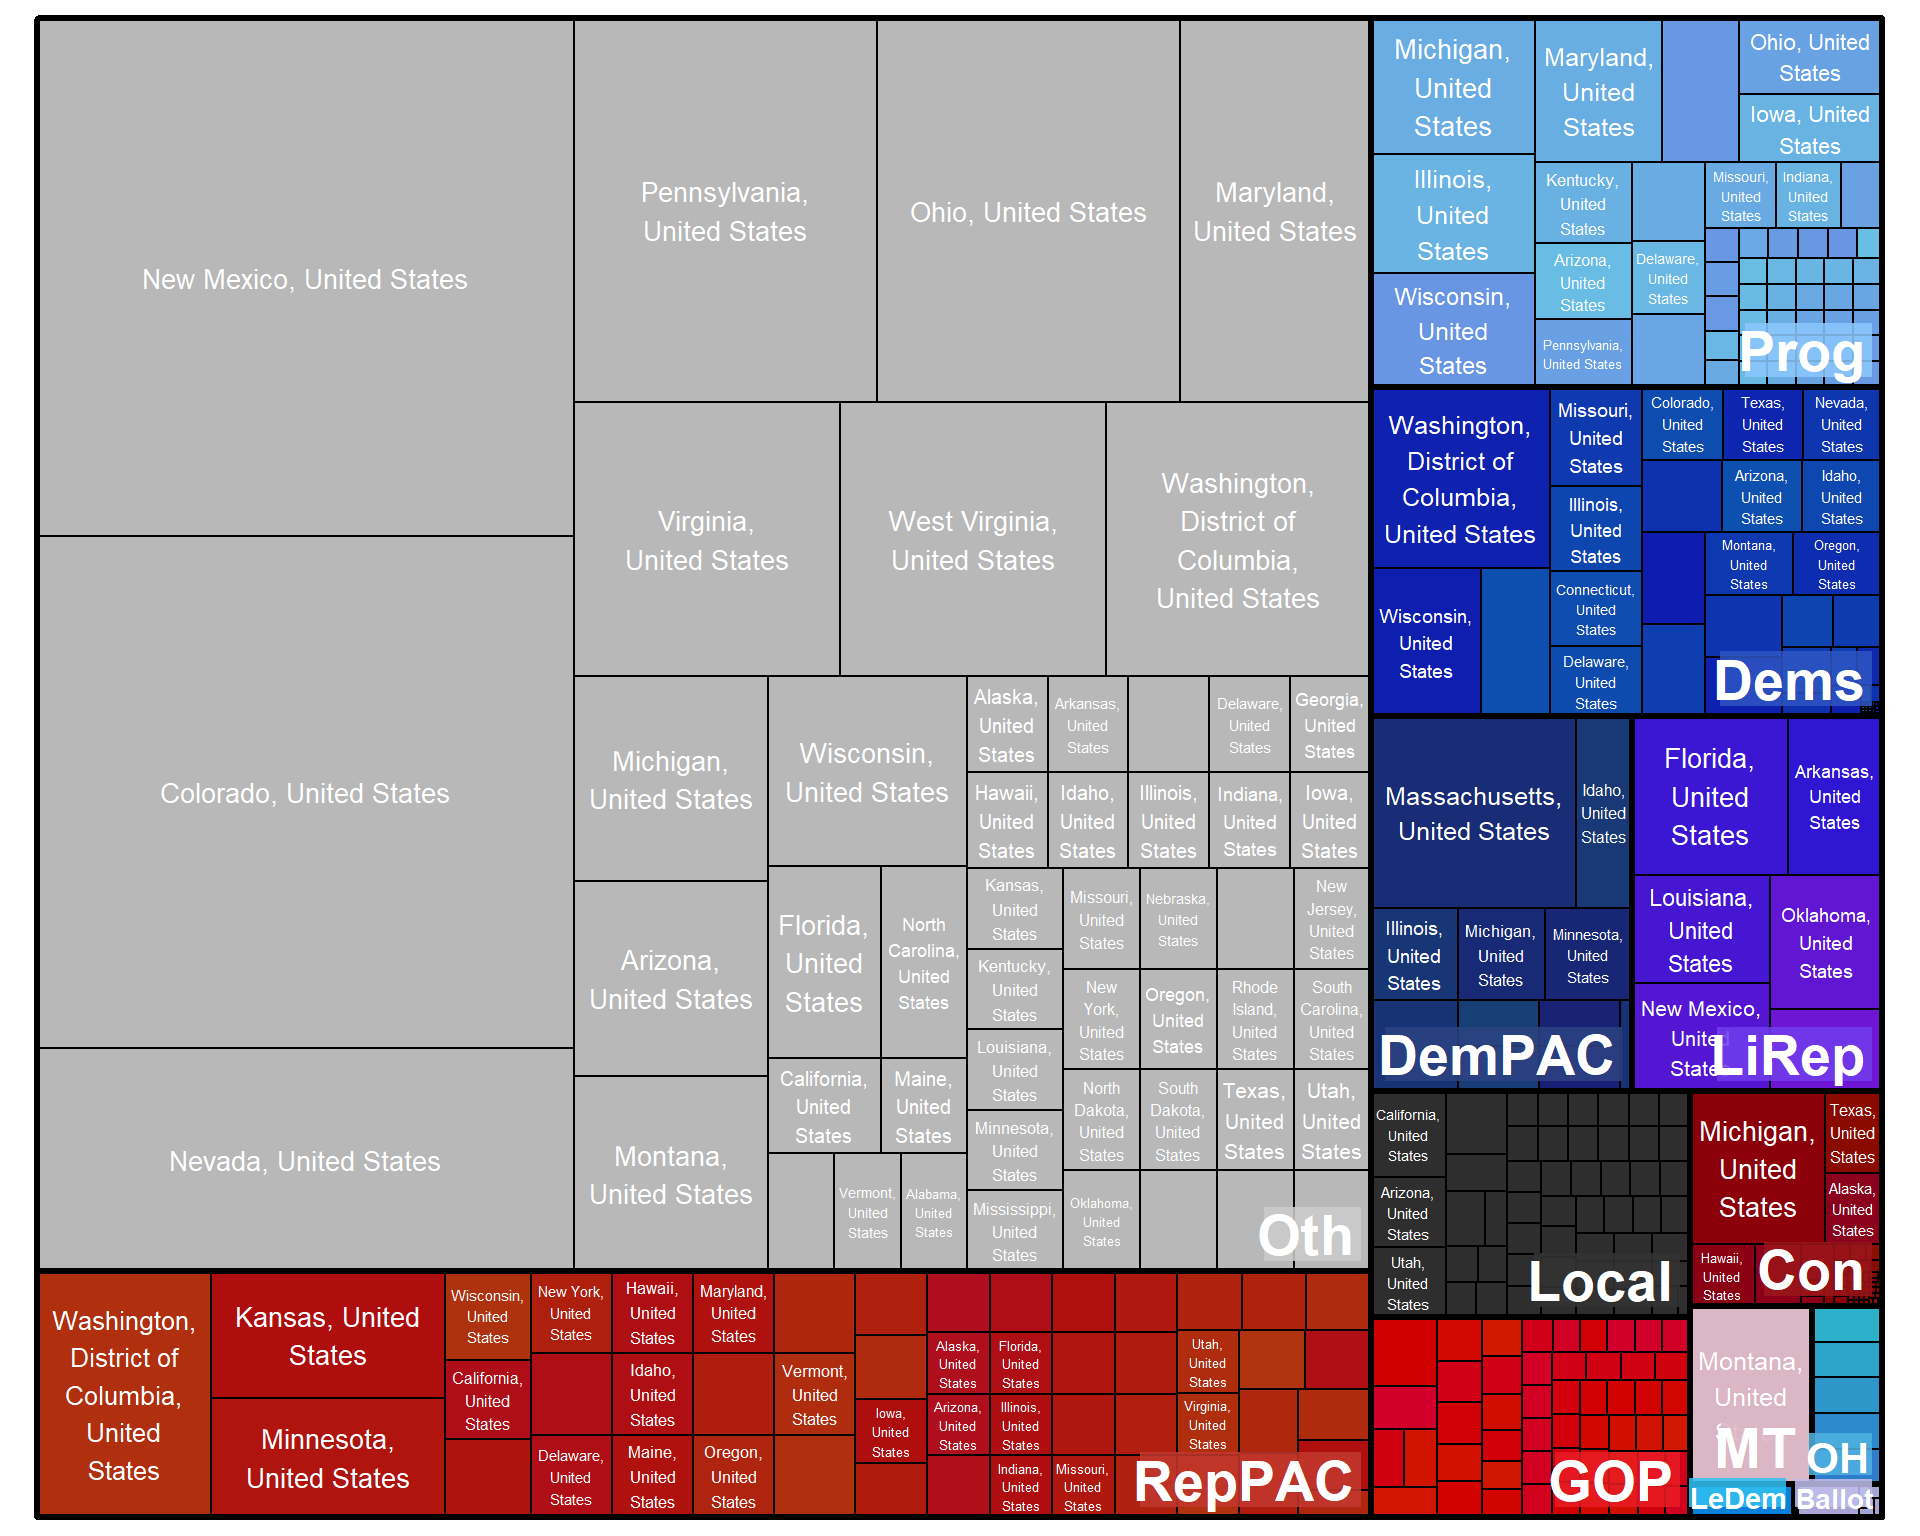 New Mexico, United States
Colorado, United States
Nevada, United States
Pennsylvania,
United States
Ohio, United States
Maryland,
United States
Virginia,
United States
West Virginia,
United States
Washington,
District of
Columbia,
United States
Michigan,
United States
Arizona,
United States
Montana,
United States
Wisconsin,
United States
Florida,
United
States
North
Carolina,
United
States
California,
United
States
Maine,
United
States
Vermont,
United
States
Alabama,
United
States
Alaska,
United
States
Arkansas,
United
States
Delaware,
United
States
Georgia,
United
States
Hawaii,
United
States
Idaho,
United
States
Illinois,
United
States
Indiana,
United
States
Iowa,
United
States
Kansas,
United
States
Kentucky,
United
States
Louisiana,
United
States
Minnesota,
United
States
Mississippi,
United
States
Missouri,
United
States
Nebraska,
United
States
New
Jersey,
United
States
New
York,
United
States
Oregon,
United
States
Rhode
Island,
United
States
South
Carolina,
United
States
North
Dakota,
United
States
South
Dakota,
United
States
Texas,
United
States
Utah,
United
States
Oklahoma,
United
States
Oth
Washington,
District of
Columbia,
United
States
Kansas, United
States
Minnesota,
United States
Wisconsin,
United
States
California,
United
States
New York,
United
States
Delaware,
United
States
Hawaii,
United
States
Idaho,
United
States
Maine,
United
States
Maryland,
United
States
Oregon,
United
States
Vermont,
United
States
Iowa,
United
States
Alaska,
United
States
Arizona,
United
States
Florida,
United
States
Illinois,
United
States
Indiana,
United
States
Missouri,
United
States
Utah,
United
States
Virginia,
United
States
RepPAC
Michigan,
United
States
Illinois,
United
States
Wisconsin,
United
States
Maryland,
United
States
Ohio, United
States
Iowa, United
States
Kentucky,
United
States
Arizona,
United
States
Pennsylvania,
United States
Delaware,
United
States
Missouri,
United
States
Indiana,
United
States
Prog
Washington,
District of
Columbia,
United States
Wisconsin,
United
States
Missouri,
United
States
Illinois,
United
States
Connecticut,
United
States
Delaware,
United
States
Colorado,
United
States
Texas,
United
States
Nevada,
United
States
Arizona,
United
States
Idaho,
United
States
Montana,
United
States
Oregon,
United
States
Dems
Massachusetts,
United States
Idaho,
United
States
Illinois,
United
States
Michigan,
United
States
Minnesota,
United
States
DemPAC
Florida,
United
States
Arkansas,
United
States
Louisiana,
United
States
Oklahoma,
United
States
New Mexico,
United
States
LiRep
California,
United
States
Arizona,
United
States
Utah,
United
States
Local
Michigan,
United
States
Texas,
United
States
Alaska,
United
States
Hawaii,
United
States
Con
GOP
Montana,
United
MT
OH
LeDem
Ballot